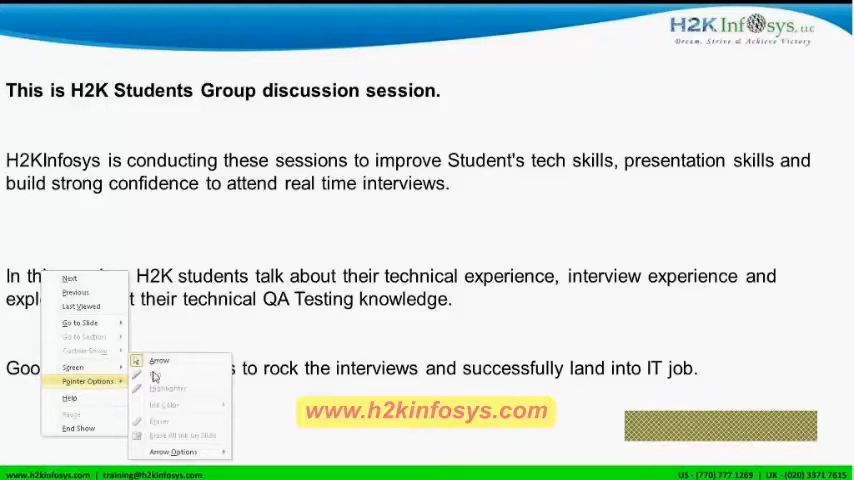 H2K Infosys, LLC
Dream, Strive & Achieve Victory
This is H2K Students Group discussion session.
H2KInfosys is conducting these sessions to improve Student's tech skills, presentation skills and
build strong confidence to attend real time interviews.
In H2K students talk about their technical experience, interview experience and
their technical QA Testing knowledge.
to rock the interviews and successfully land into IT job.
Next
Previous
Last Viewed
Go to Slide
Go to Section
Custom Show
Screen
Pointer Options
Help
Pause
End Show
Arrow
Highlighter
Ink Color
Eraser
Erase All Ink on Slide
Arrow Options
www.h2kinfosys.com
www.h2kinfosys.com | training@h2kinfosys.com
US - (770) 777 1269 | UK - (020) 3371 7615